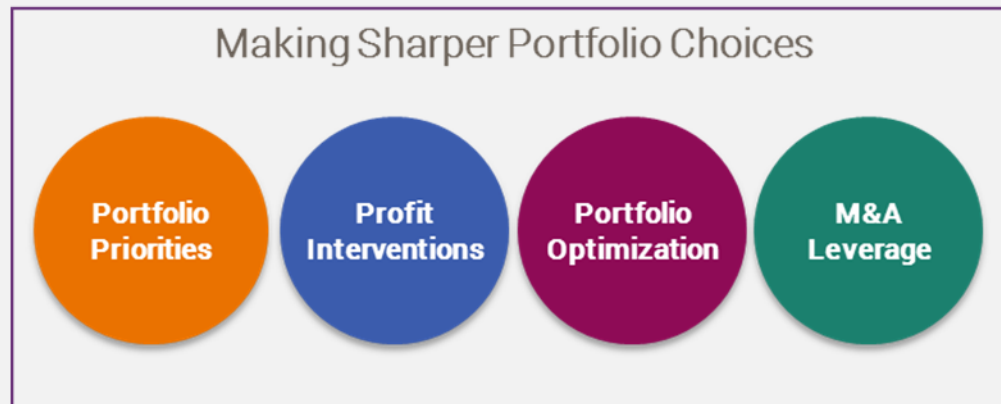 Making Sharper Portfolio Choices
Portfolio
Priorities
Profit
Interventions
Portfolio
Optimization
M&A
Leverage